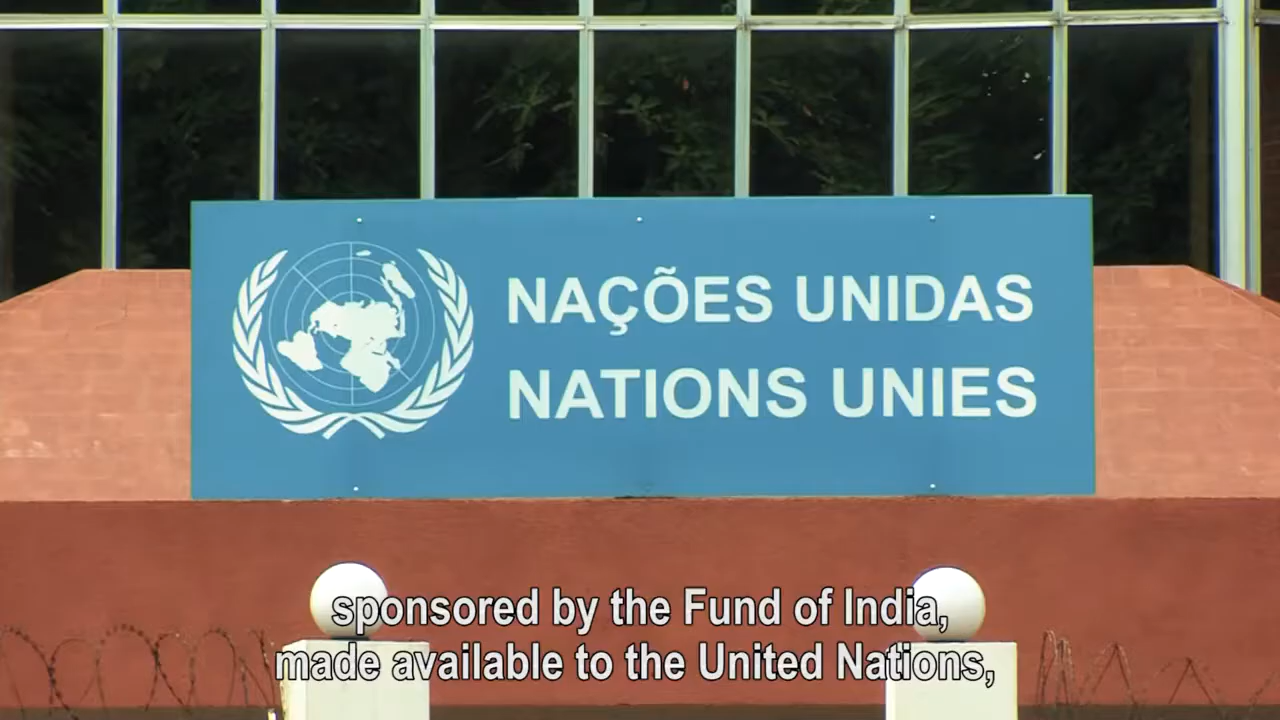 NAÇÕES UNIDAS
NATIONS UNIES
sponsored by the Fund of India,
made available to the United Nations,